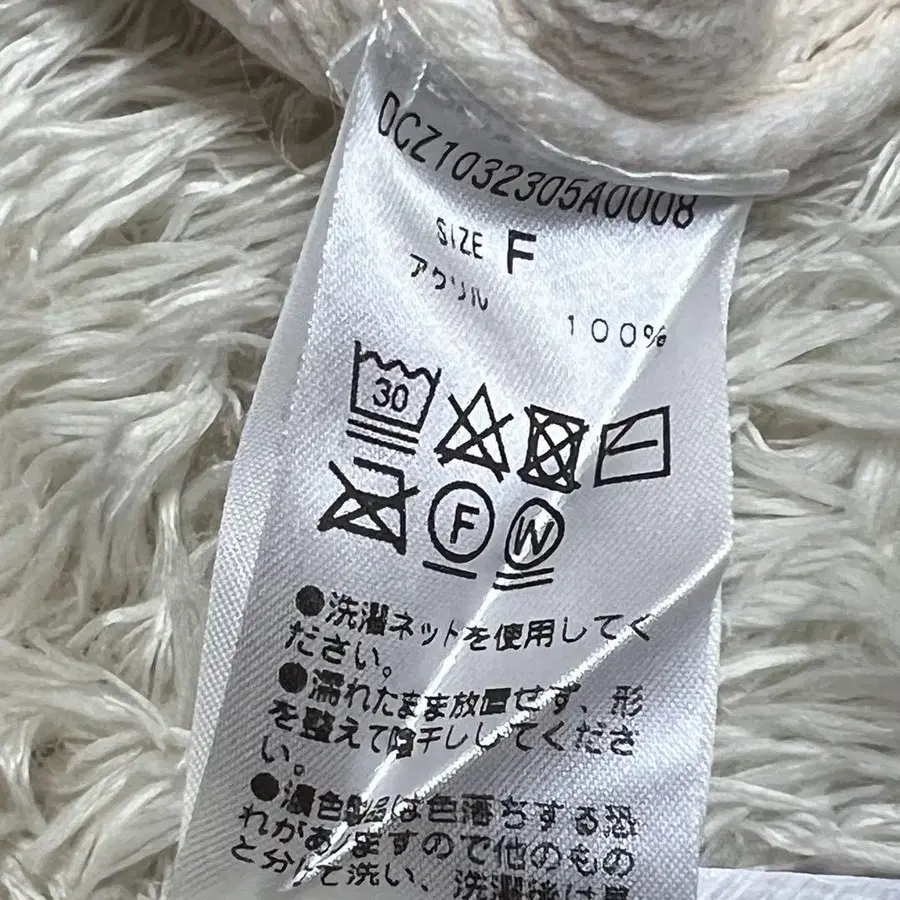 QCZ1032305A0008
SIZE F
アクリル 100%
30
F W
●洗濯ネットを使用してく
ださい。
●濡れたまま放置せず、形
を整えて陰干ししてくださ
い。
●濃色製品は色落ちする恐
れがありますので他のもの
と分けて洗い、洗濯後は